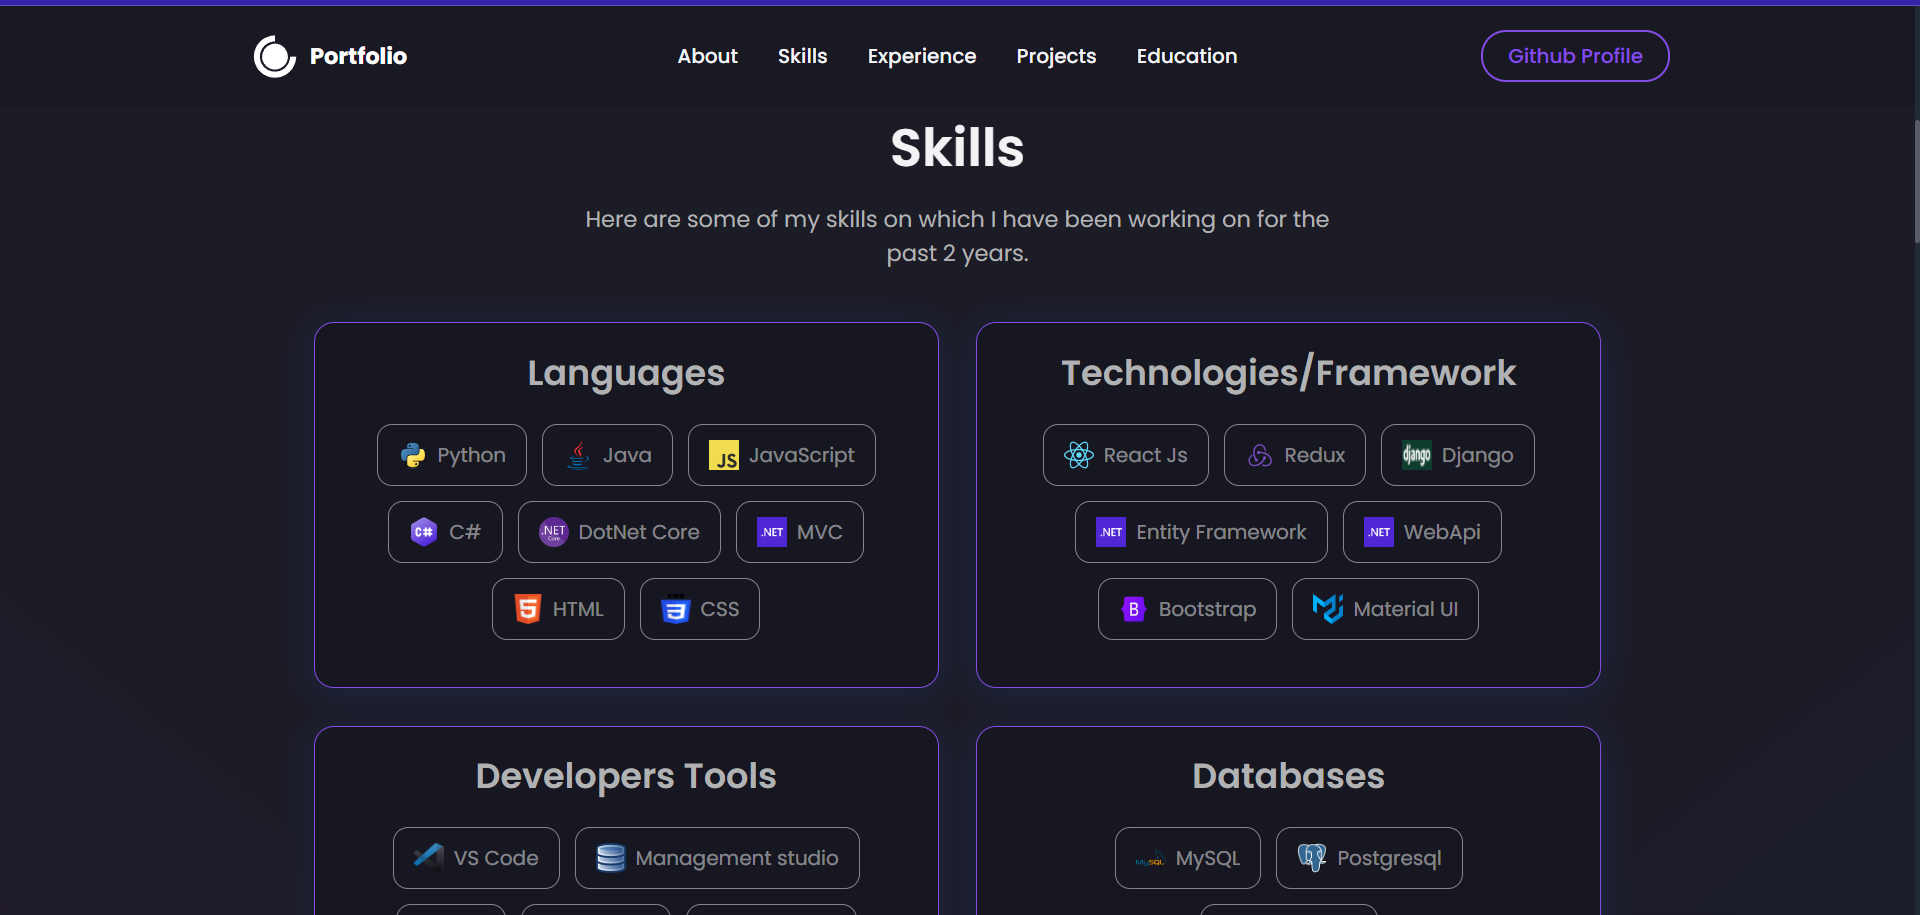 Portfolio
About
Skills
Experience
Projects
Education
Github Profile
Skills
Here are some of my skills on which I have been working on for the
past 2 years.
Languages
Python
Java
JS JavaScript
C# C#
.NET Core DotNet Core
.NET MVC
HTML
CSS
Technologies/Framework
React Js
Redux
django Django
.NET Entity Framework
.NET WebApi
B Bootstrap
Material UI
Developers Tools
VS Code
Management studio
Databases
MySQL MySQL
Postgresql